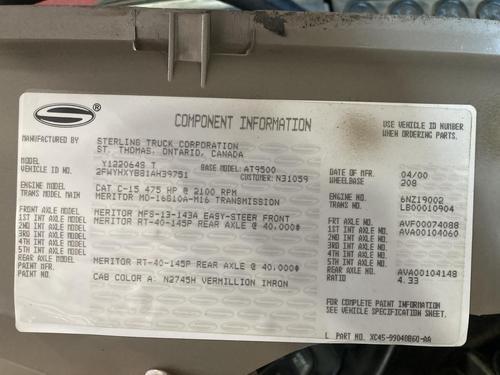 ®
COMPONENT INFORMATION
ALWAYS USE VEHICLE ID NUMBER
WHEN ORDERING PARTS.
MANUFACTURED BY STERLING TRUCK CORPORATION
ST. THOMAS, ONTARIO, CANADA
MODEL Y1220648 T BASE MODEL: AT9500 MFD DATE 04/00
VEHICLE ID NO. 2FWYHXYB81AH39751 CUSTOMER: N31059 WHEELBASE 208
ENGINE MODEL CAT C-15 475 HP @ 2100 RPM ENGINE NO. 6NZ19002
TRANS MODEL MAIN MERITOR MO-16G10A-M16 TRANSMISSION TRANS NO. LB00010904
FRONT AXLE MODEL MERITOR MFS-13-143A EASY-STEER FRONT FRT AXLE NO. AVF00074088
1ST INT AXLE MODEL MERITOR RT-40-145P REAR AXLE @ 40,000# 1ST INT AXLE NO. AVA00104060
2ND INT AXLE MODEL 2ND INT AXLE NO.
3RD INT AXLE MODEL 3RD INT AXLE NO.
4TH INT AXLE MODEL 4TH INT AXLE NO.
5TH INT AXLE MODEL 5TH INT AXLE NO.
REAR AXLE MODEL MERITOR RT-40-145P REAR AXLE @ 40,000# REAR AXLE NO. AVA00104148
PAINT MFR. RATIO 4.33
PAINT NO. CAB COLOR A: N2745H VERMILLION IMRON
FOR COMPLETE PAINT INFORMATION
SEE VEHICLE SPECIFICATION SHEET.
L PART NO. XC45-9904086O-AA